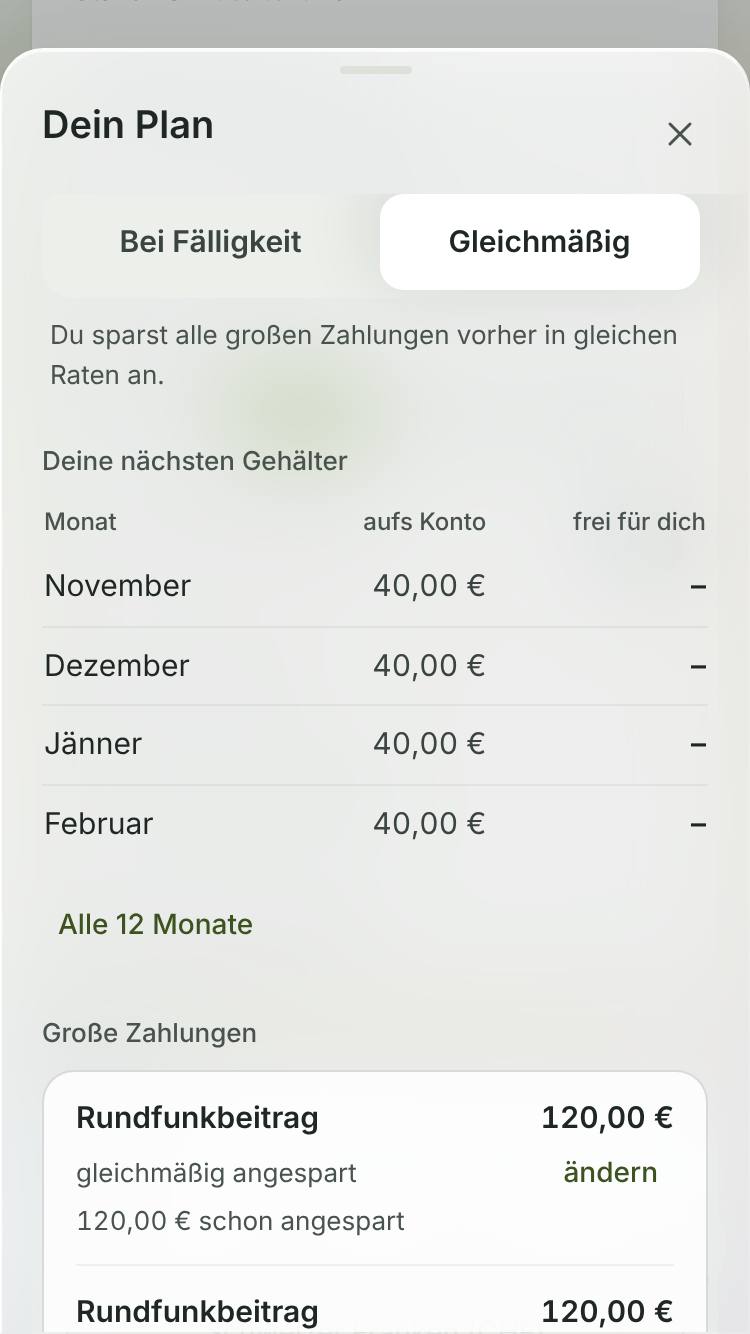 Dein Plan
Bei Fälligkeit
Gleichmäßig
Du sparst alle großen Zahlungen vorher in gleichen
Raten an.
Deine nächsten Gehälter
Monat aufs Konto frei für dich
November 40,00 € –
Dezember 40,00 € –
Jänner 40,00 € –
Februar 40,00 € –
Alle 12 Monate
Große Zahlungen
Rundfunkbeitrag 120,00 €
gleichmäßig angespart ändern
120,00 € schon angespart
Rundfunkbeitrag 120,00 €